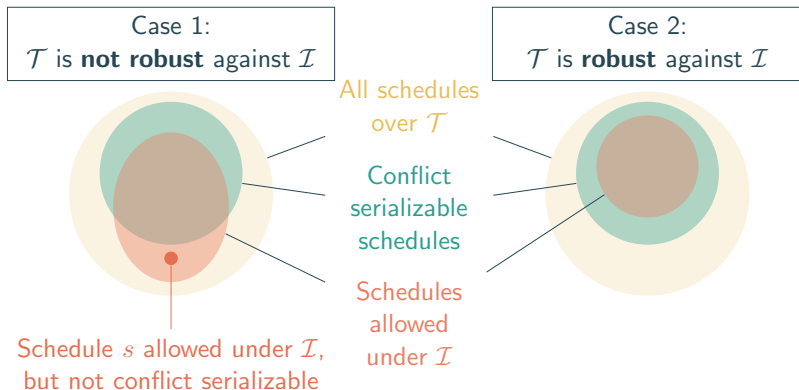 Case 1:
𝒯 is not robust against ℐ
Case 2:
𝒯 is robust against ℐ
All schedules
over 𝒯
Conflict
serializable
schedules
Schedules
allowed
under ℐ
Schedule s allowed under ℐ,
but not conflict serializable